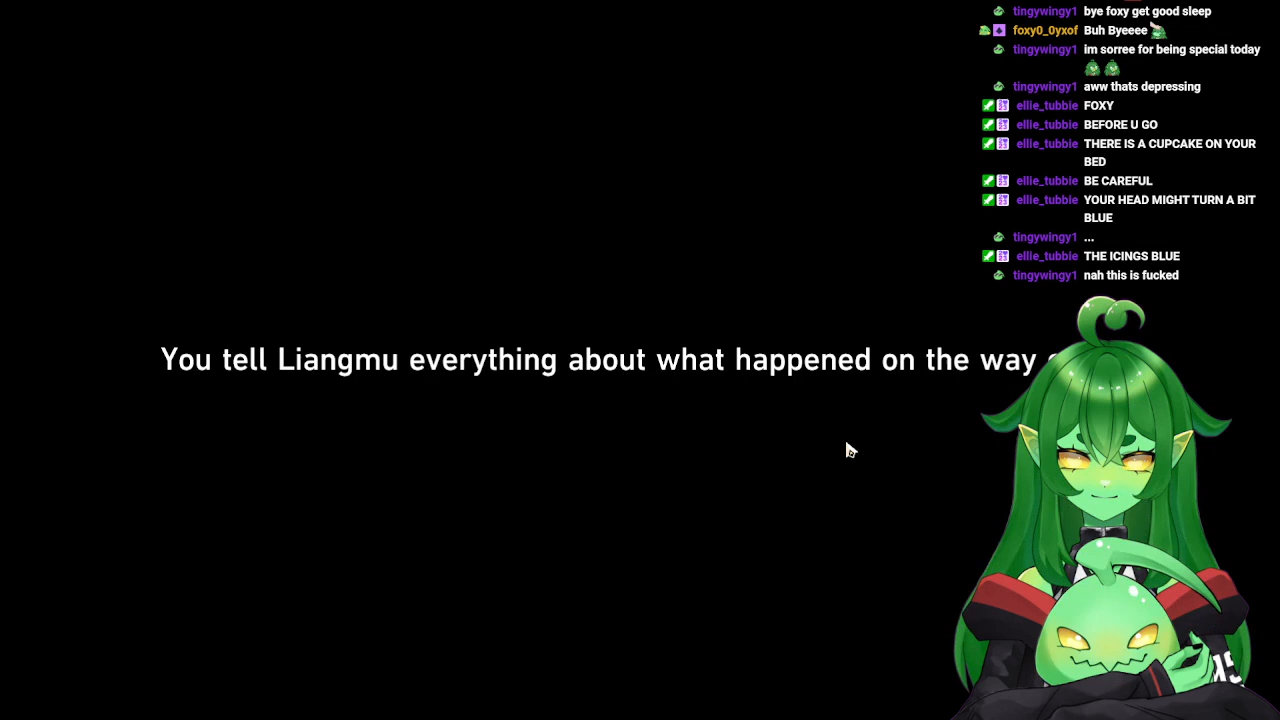 tingywingy1 bye foxy get good sleep
foxy0_0yxof Buh Byeeee
tingywingy1 im sorree for being special today
tingywingy1 aww thats depressing
ellie_tubbie FOXY
ellie_tubbie BEFORE U GO
ellie_tubbie THERE IS A CUPCAKE ON YOUR
BED
ellie_tubbie BE CAREFUL
ellie_tubbie YOUR HEAD MIGHT TURN A BIT
BLUE
tingywingy1 ...
ellie_tubbie THE ICINGS BLUE
tingywingy1 nah this is fucked
You tell Liangmu everything about what happened on the way